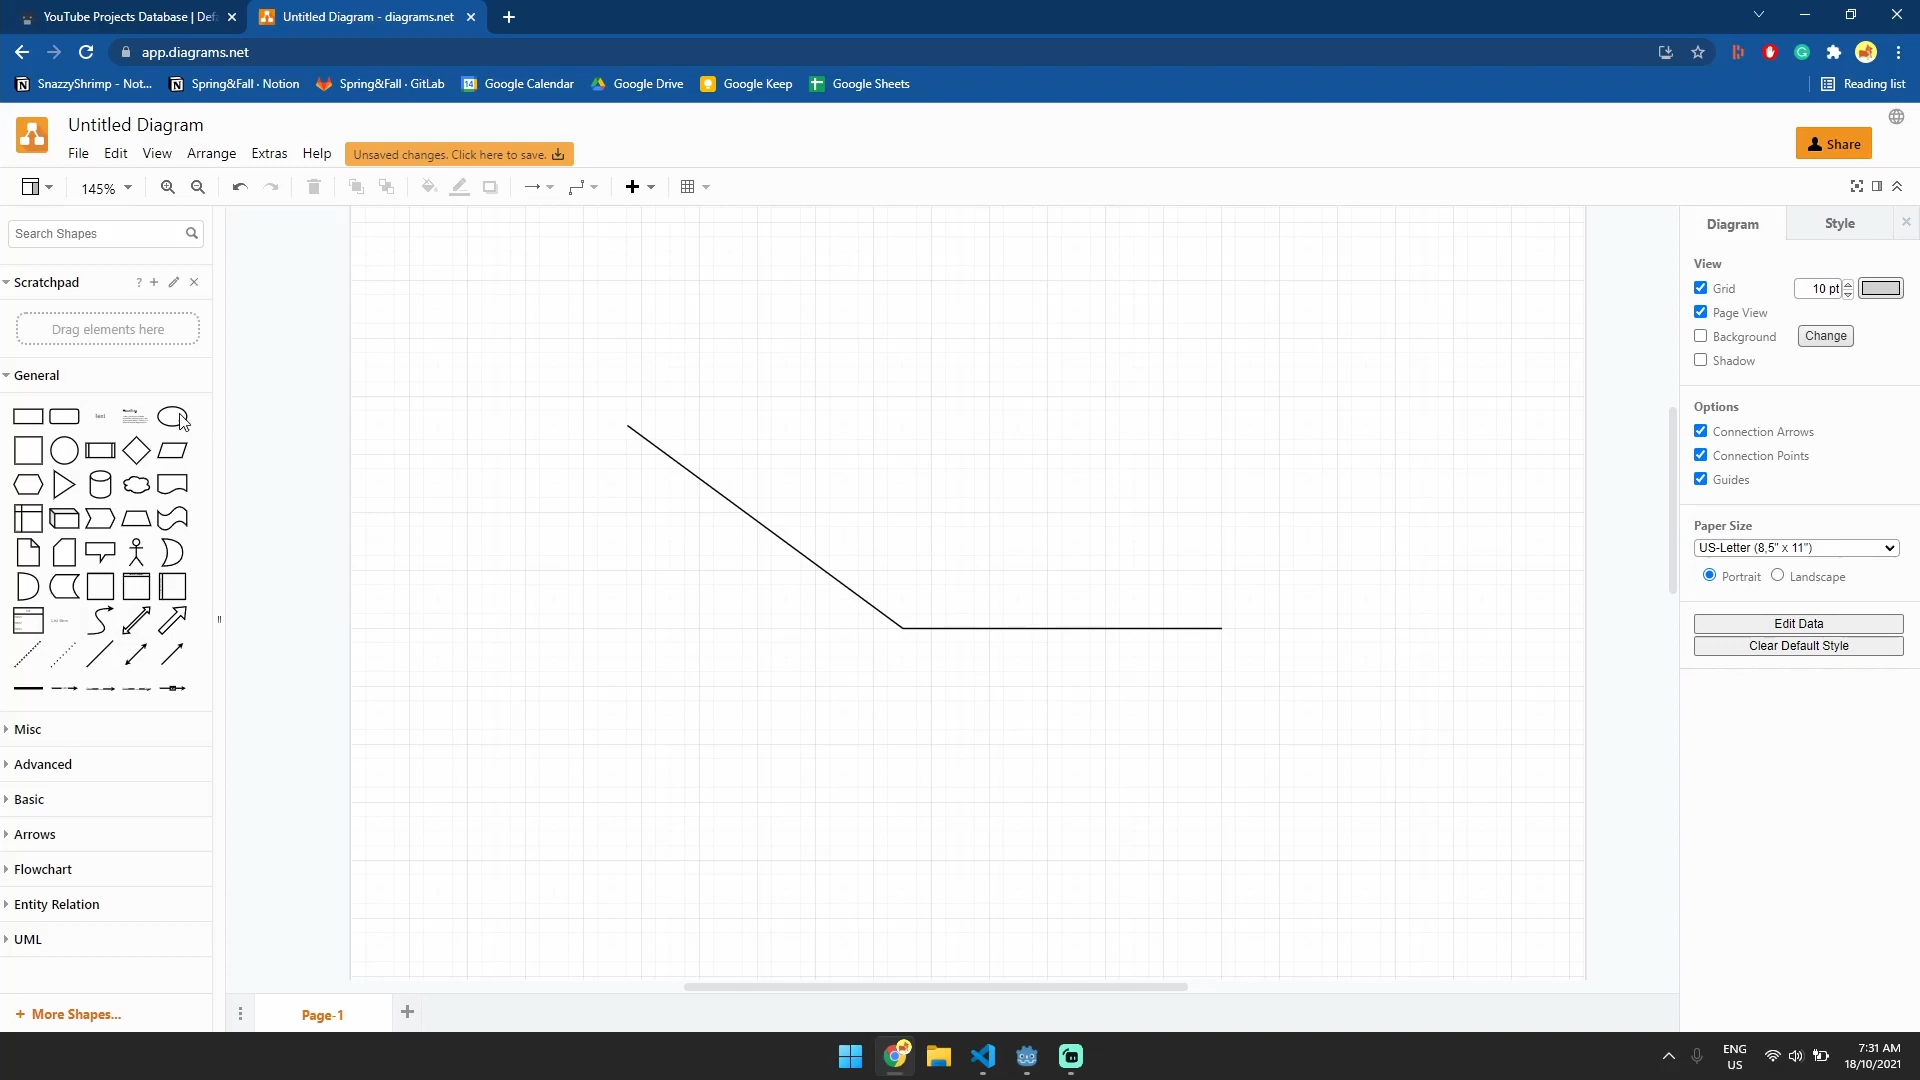 YouTube Projects Database | Def
Untitled Diagram - diagrams.net
app.diagrams.net
SnazzyShrimp - Not...
Spring&Fall - Notion
Spring&Fall · GitLab
14
Google Calendar
Google Drive
Google Keep
Google Sheets
Reading list
Untitled Diagram
File
Edit
View
Arrange
Extras
Help
Unsaved changes. Click here to save.
Share
145%
Search Shapes
Scratchpad
?
Drag elements here
General
Text
Heading
Misc
Advanced
Basic
Arrows
Flowchart
Entity Relation
UML
+ More Shapes...
Page-1
Diagram
Style
View
Grid
10 pt
Page View
Background
Change
Shadow
Options
Connection Arrows
Connection Points
Guides
Paper Size
US-Letter (8,5" x 11")
Portrait
Landscape
Edit Data
Clear Default Style
ENG
US
7:31 AM
18/10/2021